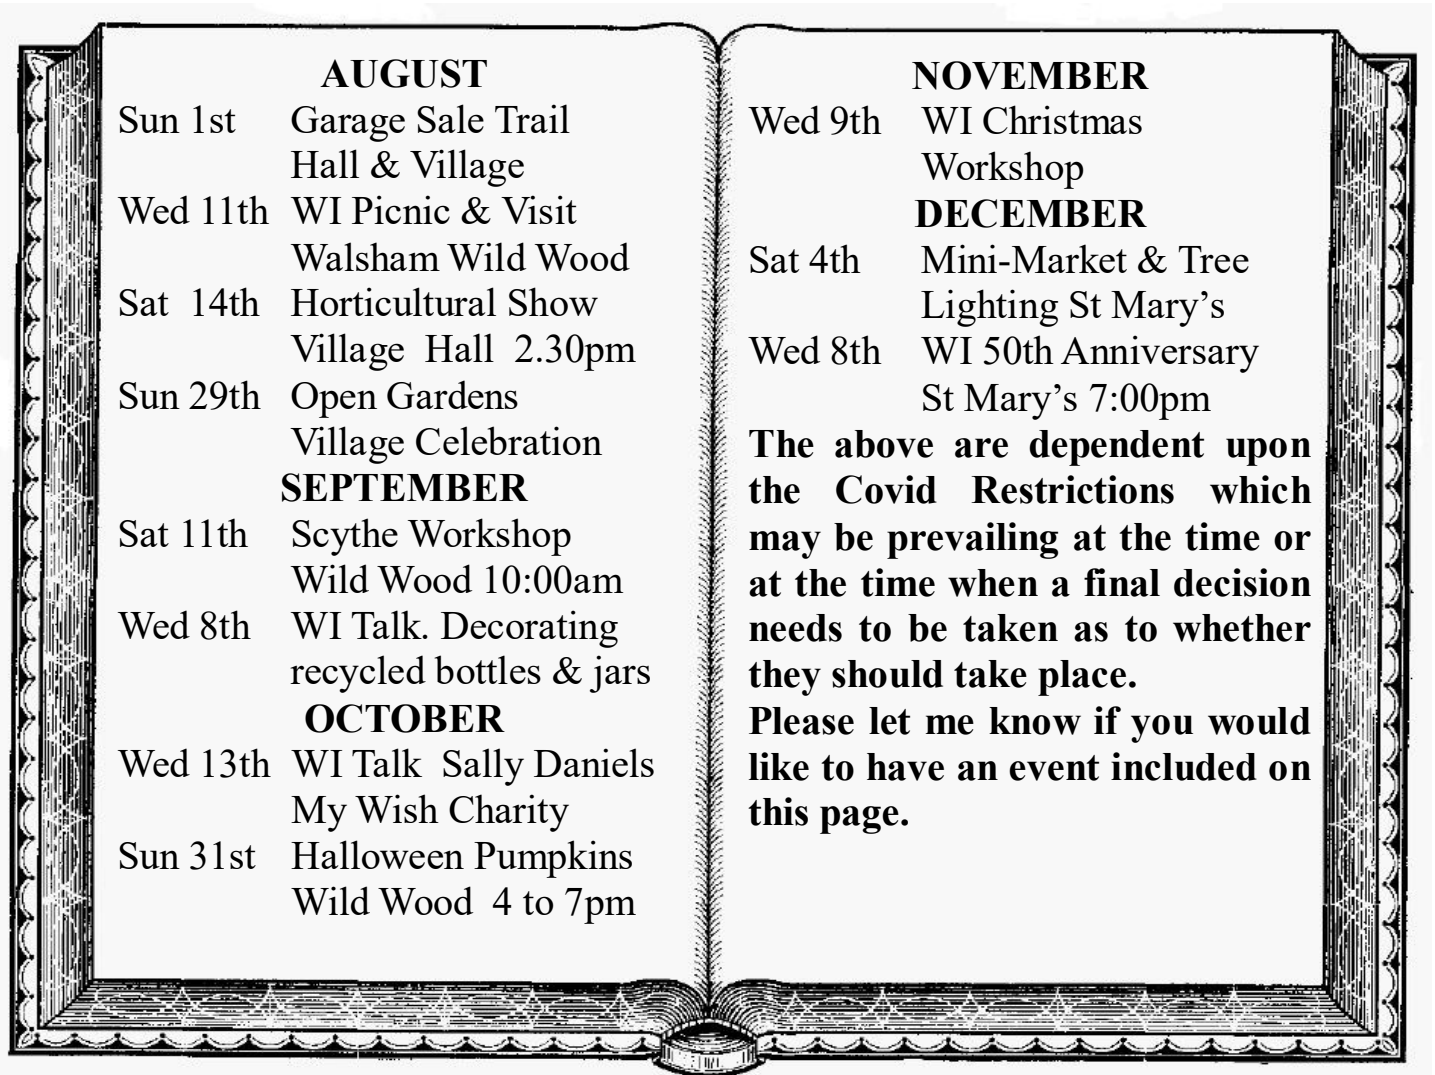 AUGUST
Sun 1st Garage Sale Trail
Hall & Village
Wed 11th WI Picnic & Visit
Walsham Wild Wood
Sat 14th Horticultural Show
Village Hall 2.30pm
Sun 29th Open Gardens
Village Celebration
SEPTEMBER
Sat 11th Scythe Workshop
Wild Wood 10:00am
Wed 8th WI Talk. Decorating
recycled bottles & jars
OCTOBER
Wed 13th WI Talk Sally Daniels
My Wish Charity
Sun 31st Halloween Pumpkins
Wild Wood 4 to 7pm
NOVEMBER
Wed 9th WI Christmas
Workshop
DECEMBER
Sat 4th Mini-Market & Tree
Lighting St Mary’s
Wed 8th WI 50th Anniversary
St Mary’s 7:00pm
The above are dependent upon
the Covid Restrictions which
may be prevailing at the time or
at the time when a final decision
needs to be taken as to whether
they should take place.
Please let me know if you would
like to have an event included on
this page.